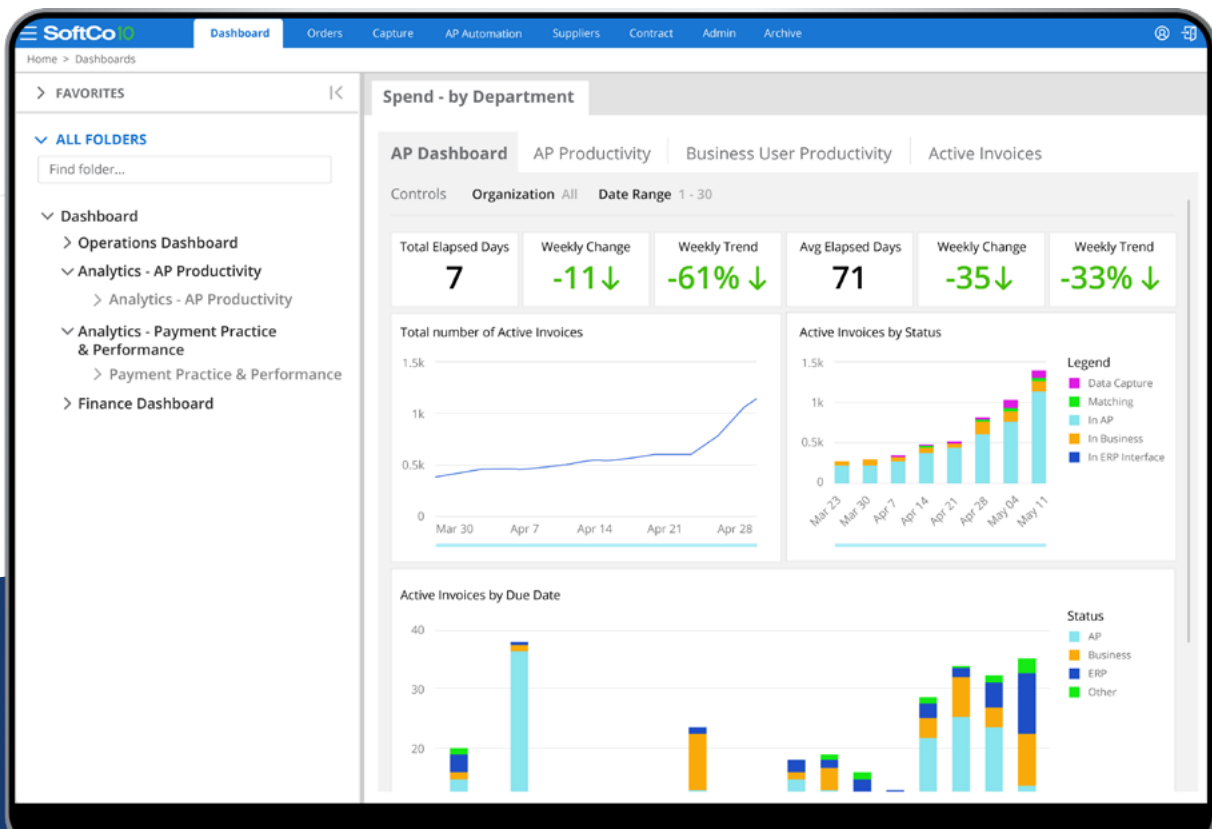 SoftCo10
Dashboard Orders Capture AP Automation Suppliers Contract Admin Archive
Home > Dashboards
FAVORITES
ALL FOLDERS
Find folder...
Dashboard
Operations Dashboard
Analytics - AP Productivity
Analytics - AP Productivity
Analytics - Payment Practice
& Performance
Payment Practice & Performance
Finance Dashboard
Spend - by Department
AP Dashboard AP Productivity Business User Productivity Active Invoices
Controls Organization All Date Range 1 - 30
Total Elapsed Days Weekly Change Weekly Trend Avg Elapsed Days Weekly Change Weekly Trend
7 -11↓ -61% ↓ 71 -35↓ -33% ↓
Total number of Active Invoices
1.5k
1k
0.5k
0
Mar 30 Apr 7 Apr 14 Apr 21 Apr 28
Active Invoices by Status
1.5k
1k
0.5k
0
Mar 23 Mar 30 Apr 7 Apr 14 Apr 21 Apr 28 May 04 May 11
Legend
Data Capture
Matching
In AP
In Business
In ERP Interface
Active Invoices by Due Date
40
30
20
Status
AP
Business
ERP
Other